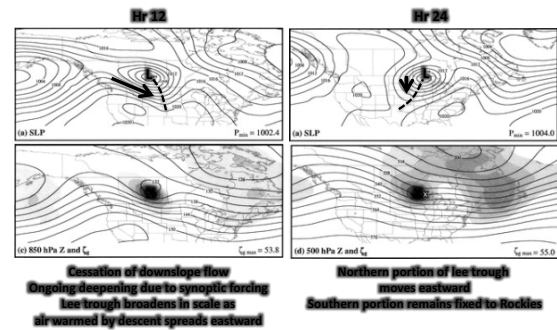 Hr 12
Hr 24
L
L
(a) SLP
P min = 1002.4
(a) SLP
P min = 1004.0
X
(c) 850 hPa Z and ζg
ζg max = 53.8
(d) 500 hPa Z and ζg
ζg max = 55.0
Cessation of downslope flow
Ongoing deepening due to synoptic forcing
Lee trough broadens in scale as
air warmed by descent spreads eastward
Northern portion of lee trough
moves eastward
Southern portion remains fixed to Rockies